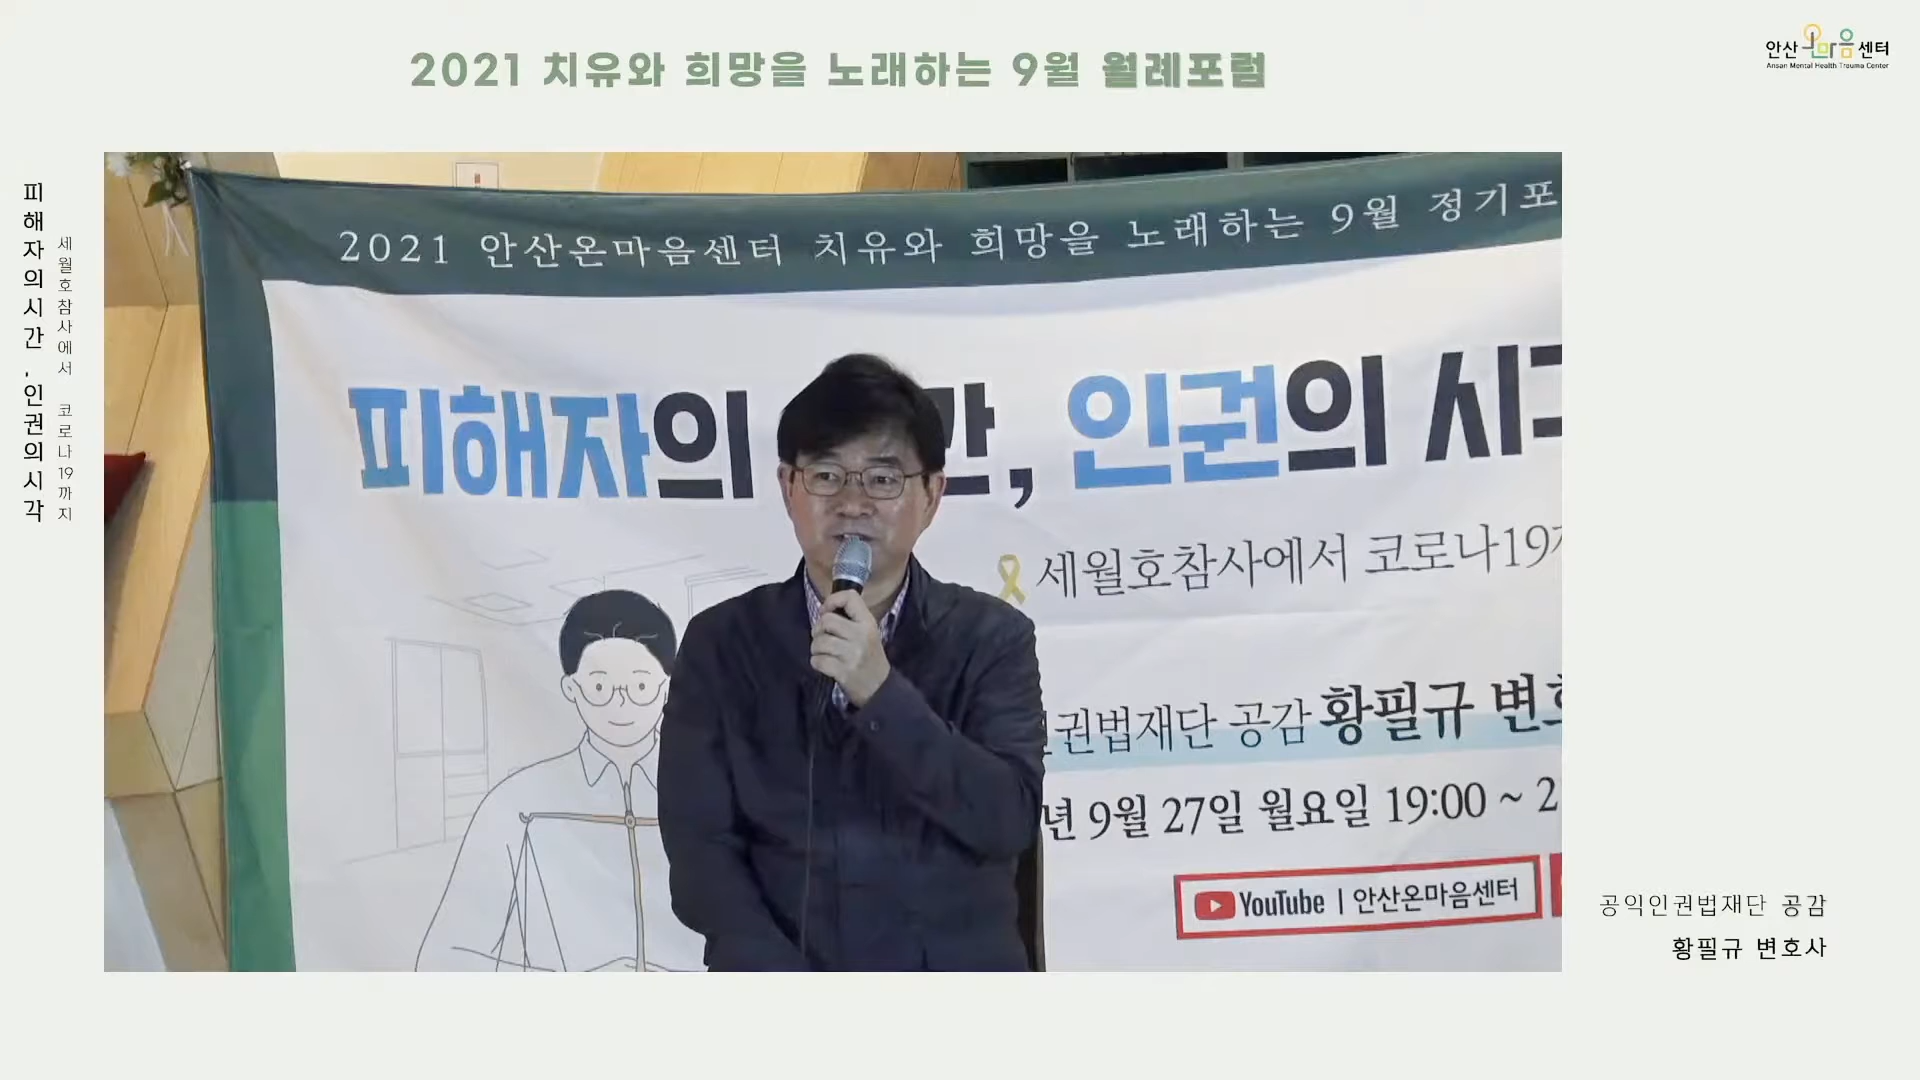 2021 치유와 희망을 노래하는 9월 월례포럼
안산온마음센터
Ansan Mental Health Trauma Center
피해자의시간, 인권의시각
세월호참사에서 코로나19까지
2021 안산온마음센터 치유와 희망을 노래하는 9월 정기포
피해자의 간, 인권의 시
세월호참사에서 코로나19
권법재단 공감 황필규 변
년 9월 27일 월요일 19:00 ~ 2
YouTube | 안산온마음센터
공익인권법재단 공감
황필규 변호사